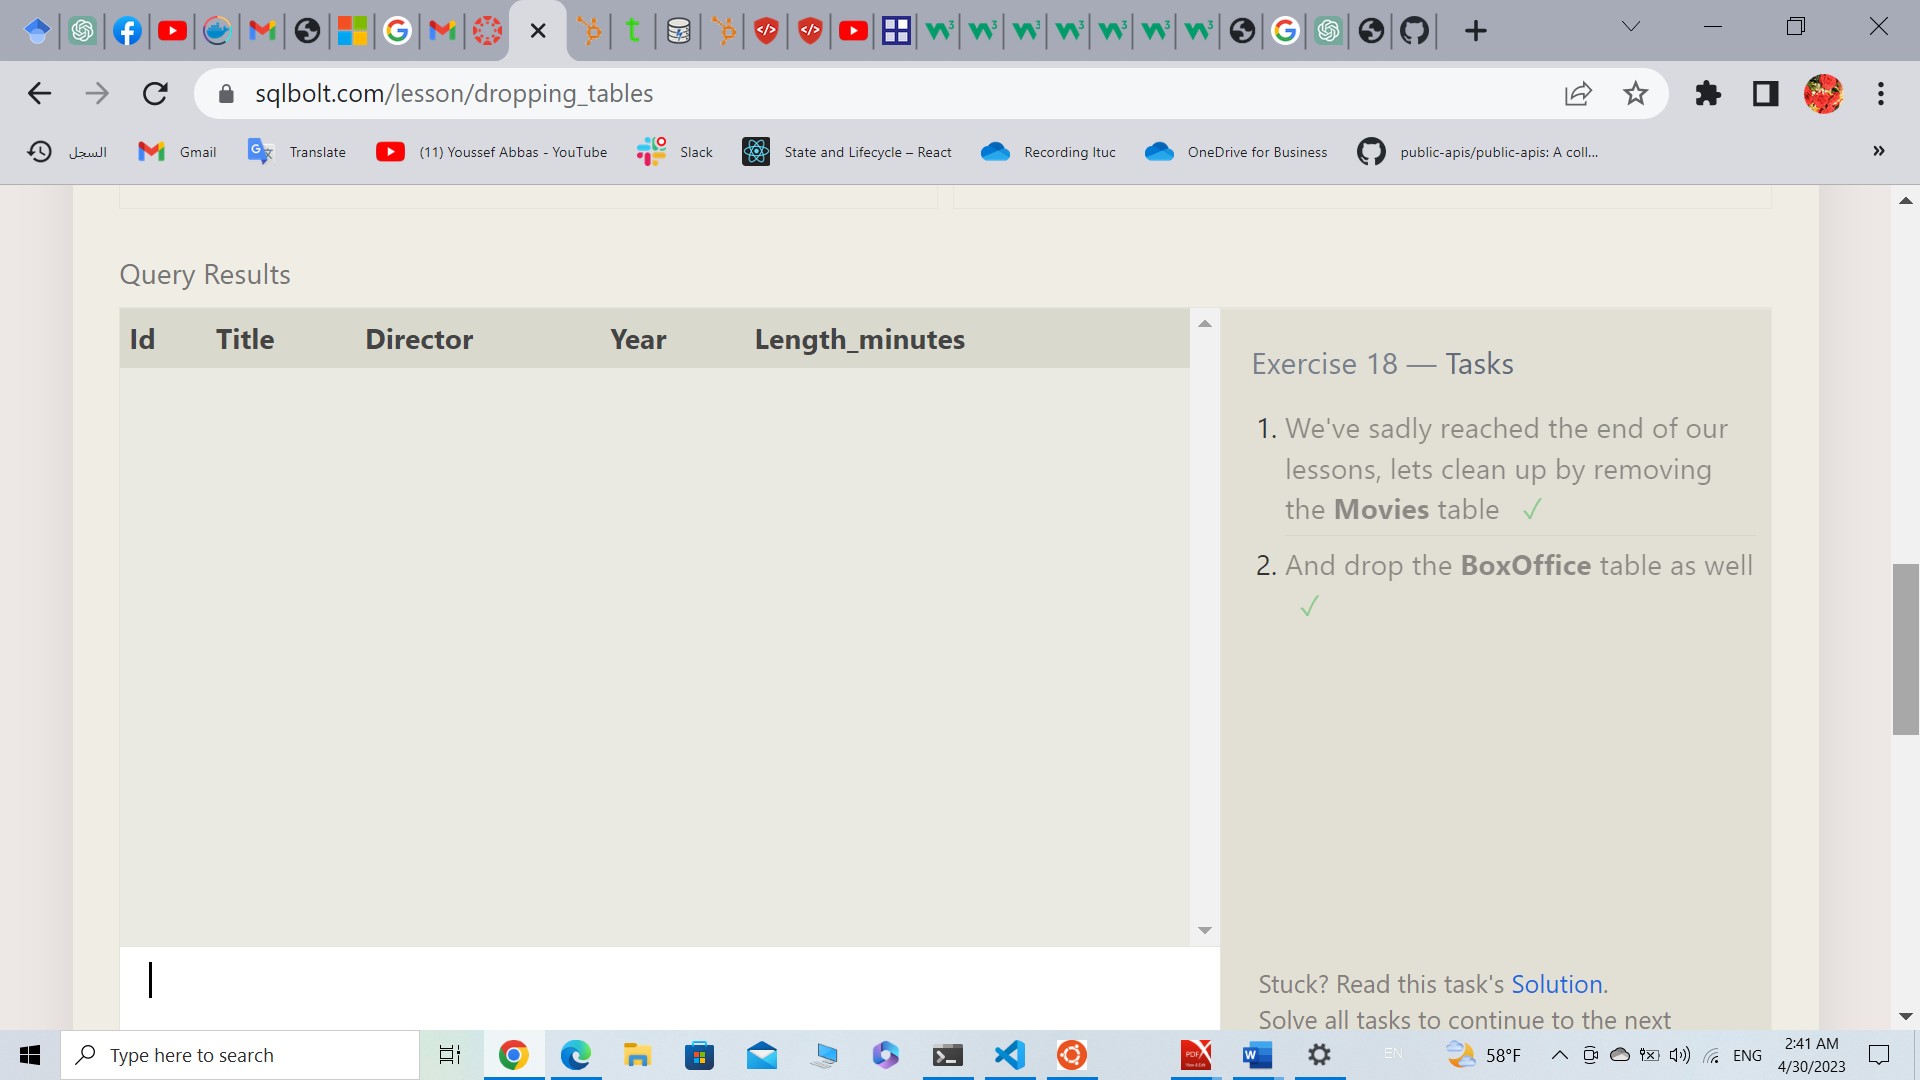 sqlbolt.com/lesson/dropping_tables
السجل
Gmail
Translate
(11) Youssef Abbas - YouTube
Slack
State and Lifecycle – React
Recording Ituc
OneDrive for Business
public-apis/public-apis: A coll...
»
Query Results
Id Title Director Year Length_minutes
Exercise 18 — Tasks
1. We've sadly reached the end of our
lessons, lets clean up by removing
the Movies table ✓
2. And drop the BoxOffice table as well
✓
Stuck? Read this task's Solution.
Solve all tasks to continue to the next
Type here to search
EN
58°F
ENG
2:41 AM
4/30/2023